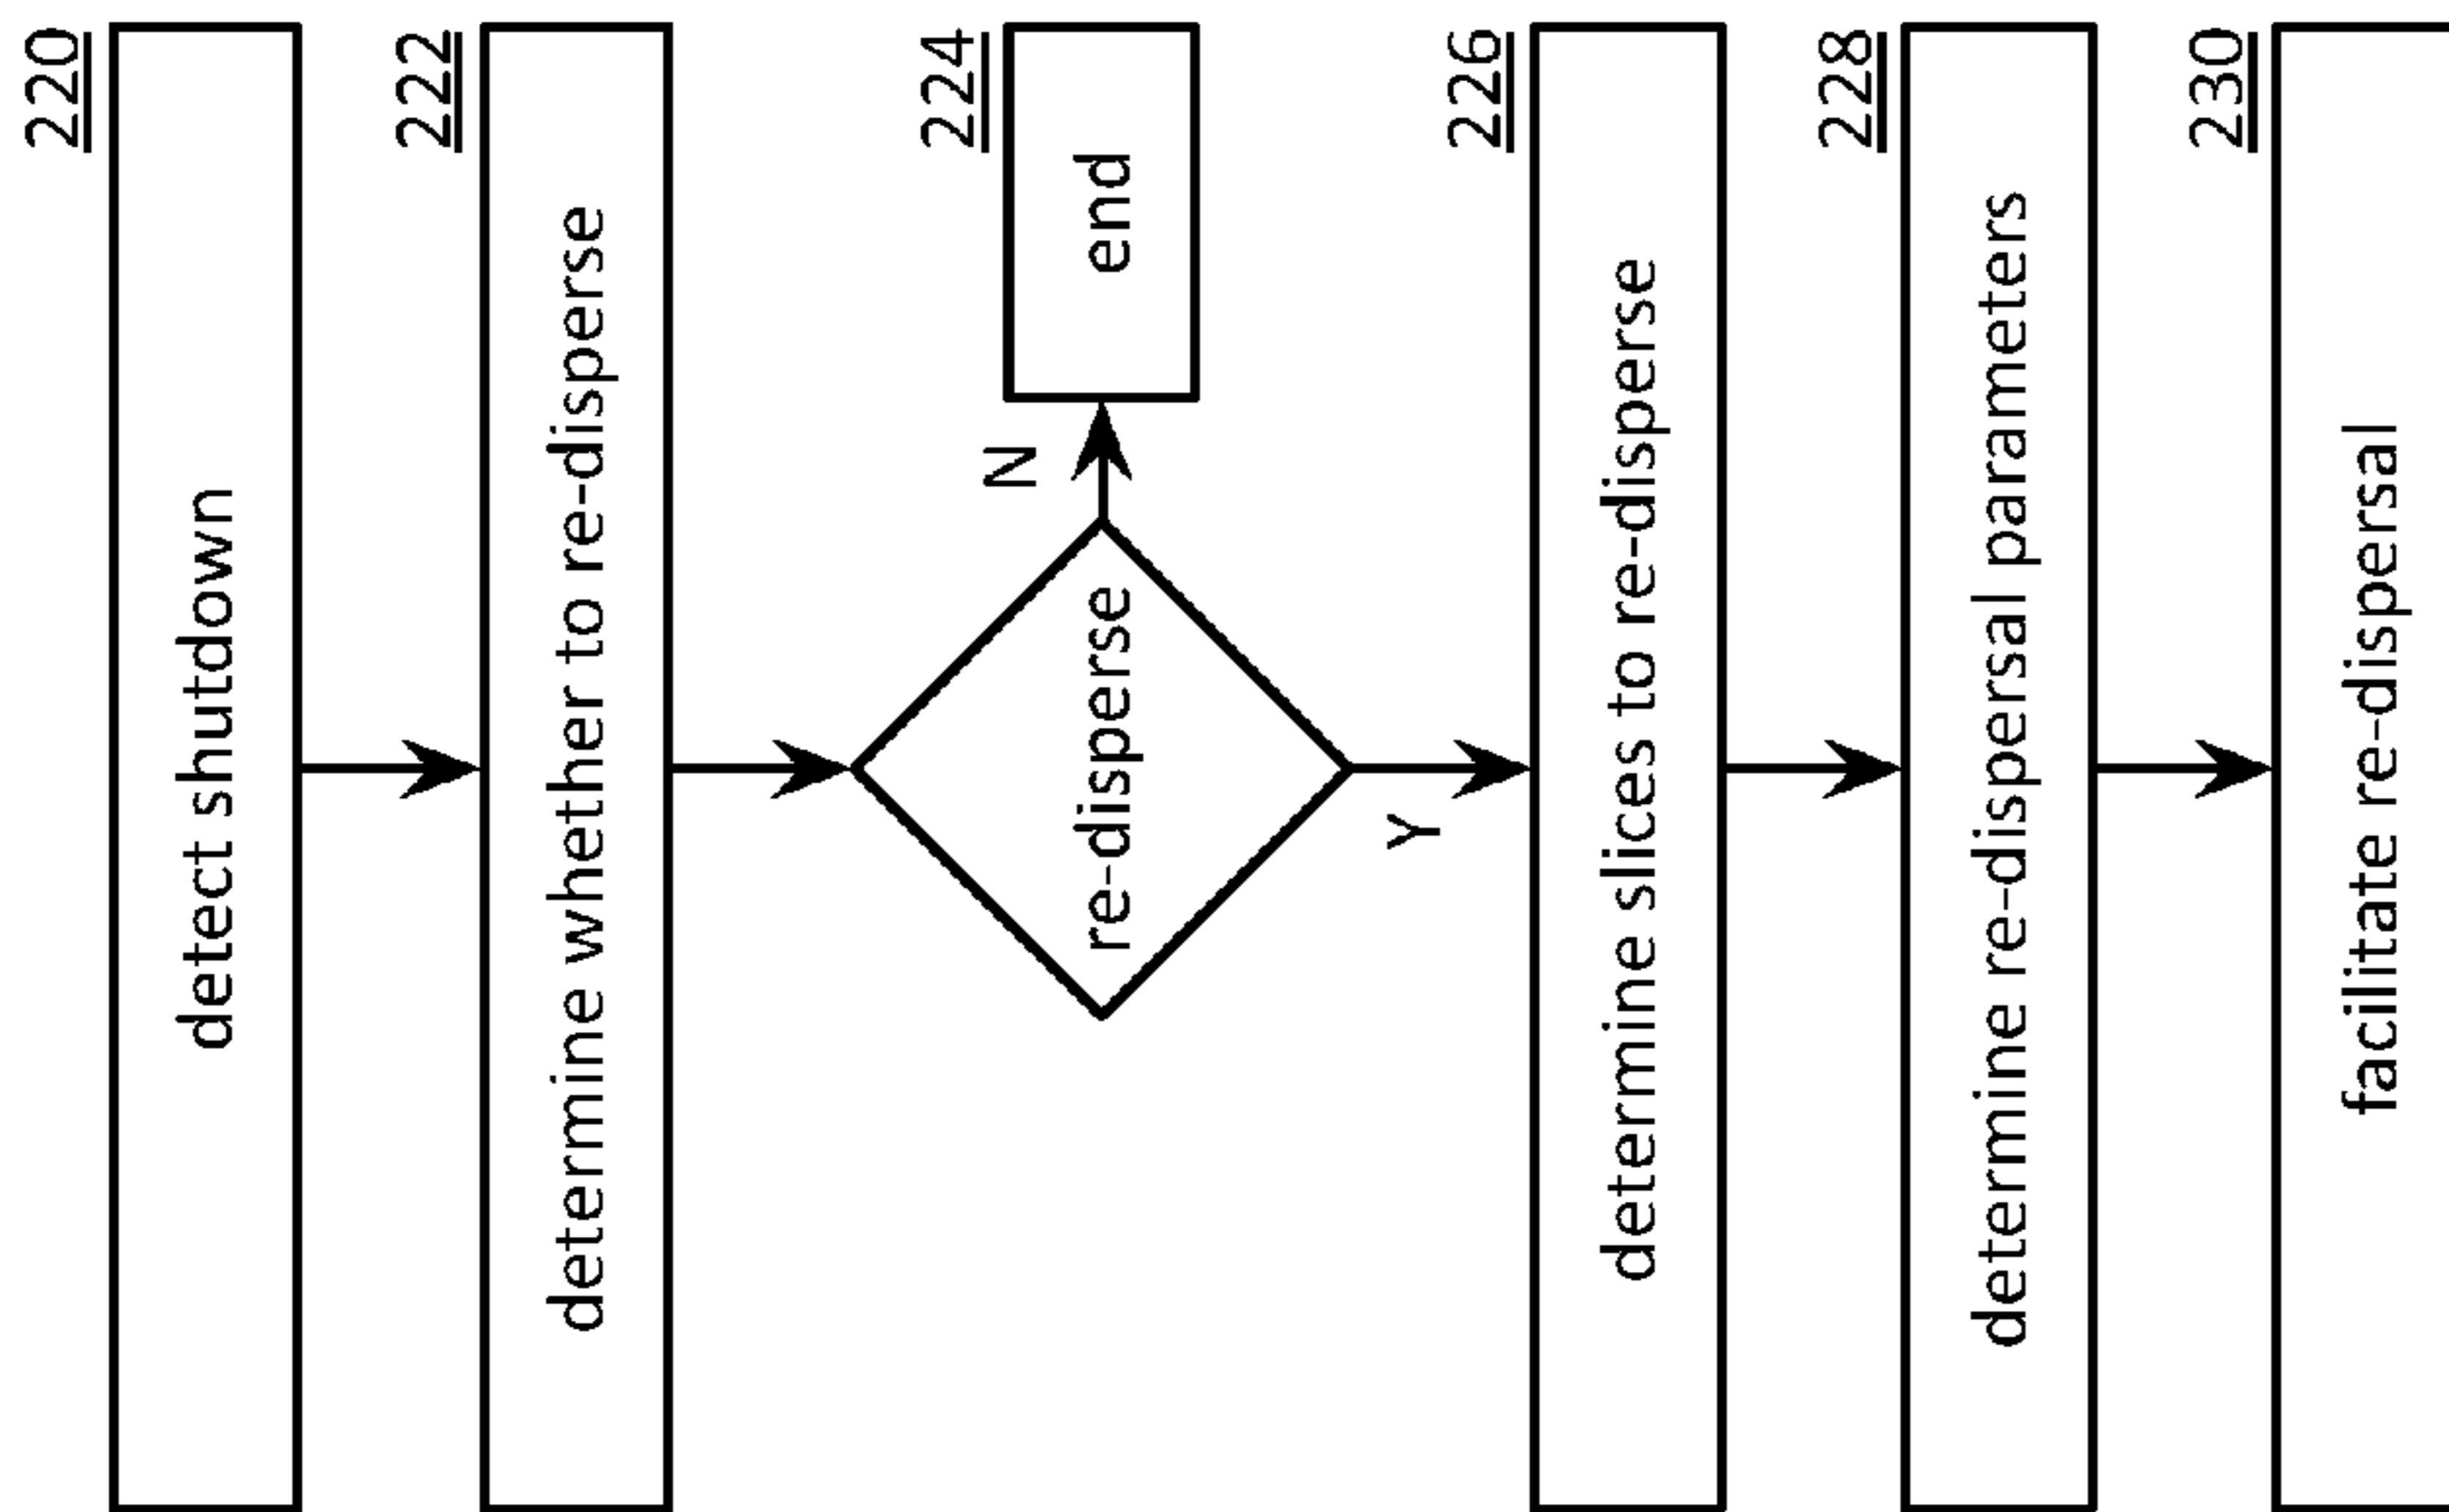 220
detect shutdown
222
determine whether to re-disperse
224
re-disperse
N
end
Y
226
determine slices to re-disperse
228
determine re-dispersal parameters
230
facilitate re-dispersal